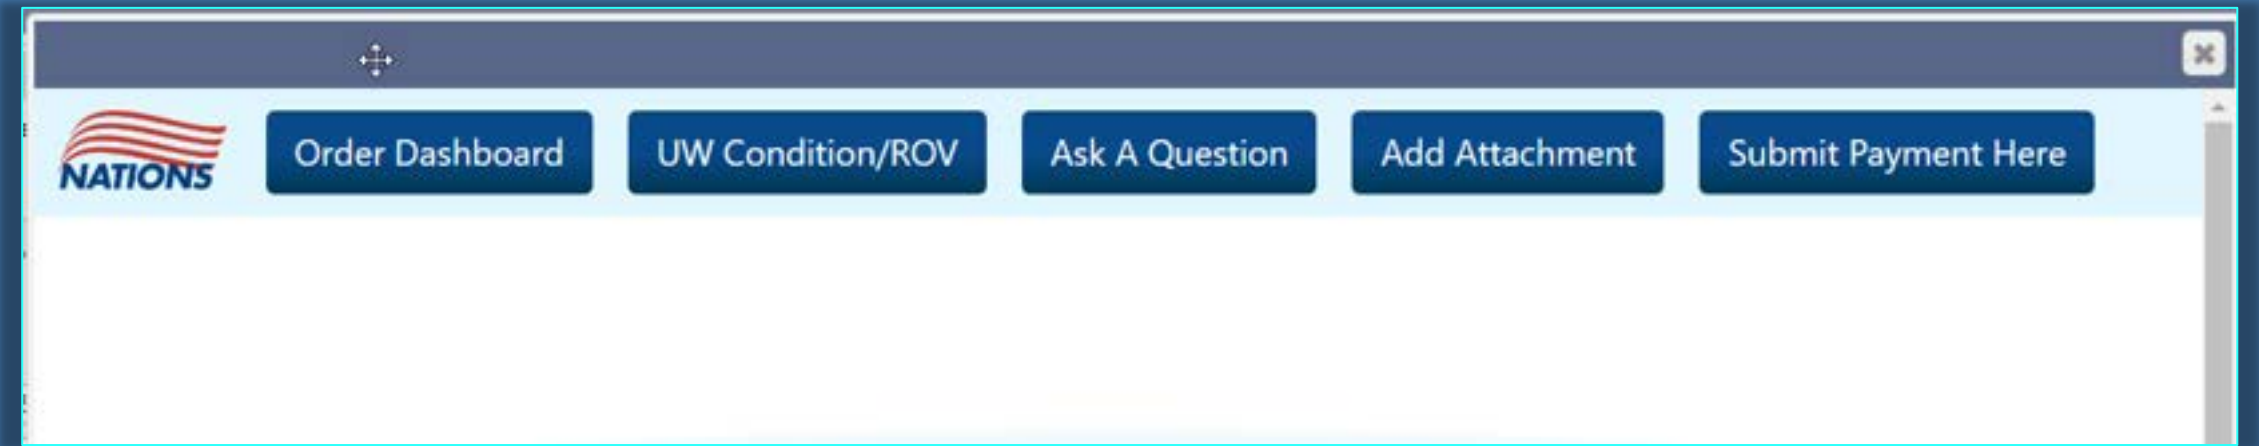 NATIONS Order Dashboard UW Condition/ROV Ask A Question Add Attachment Submit Payment Here